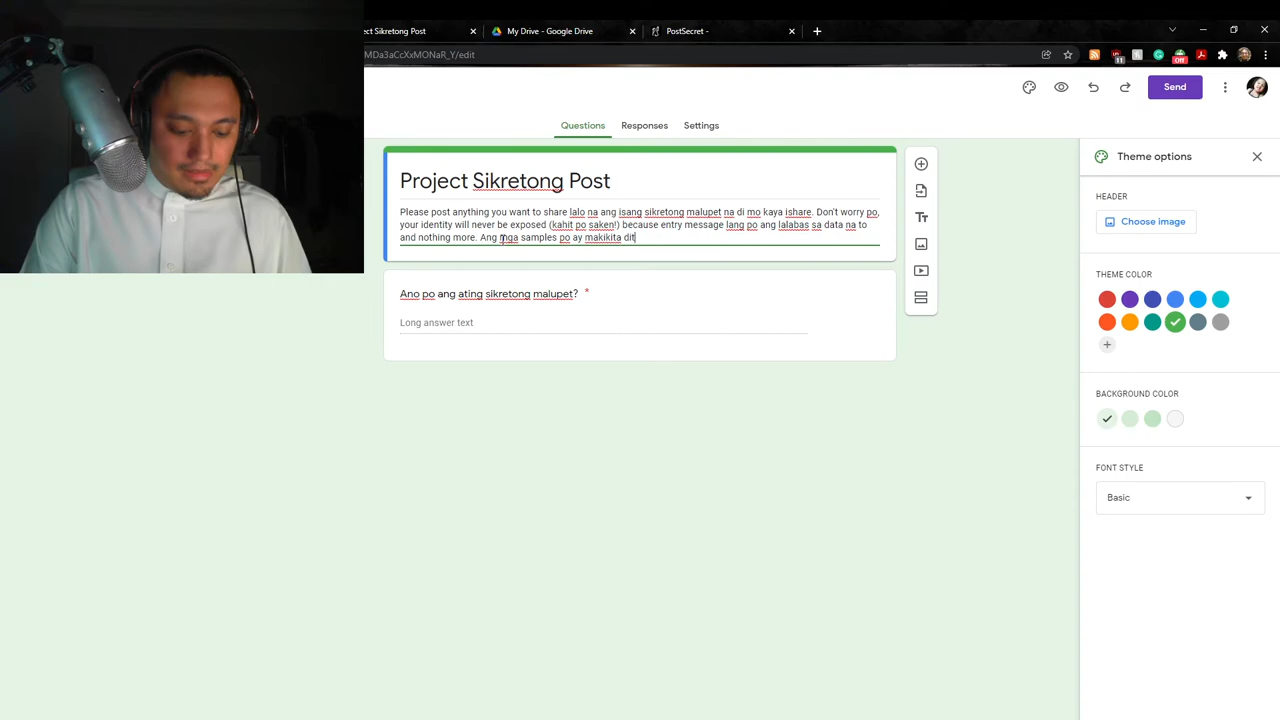 ect Sikretong Post
My Drive - Google Drive
PostSecret -
MDa3aCcXxMONaR_Y/edit
11
Off
Send
Questions
Responses
Settings
Theme options
Project Sikretong Post
Please post anything you want to share lalo na ang isang sikretong malupet na di mo kaya ishare. Don't worry po,
your identity will never be exposed (kahit po saken!) because entry message lang po ang lalabas sa data na to
and nothing more. Ang mga samples po ay makikita dit
Ano po ang ating sikretong malupet? *
Long answer text
HEADER
Choose image
THEME COLOR
BACKGROUND COLOR
FONT STYLE
Basic